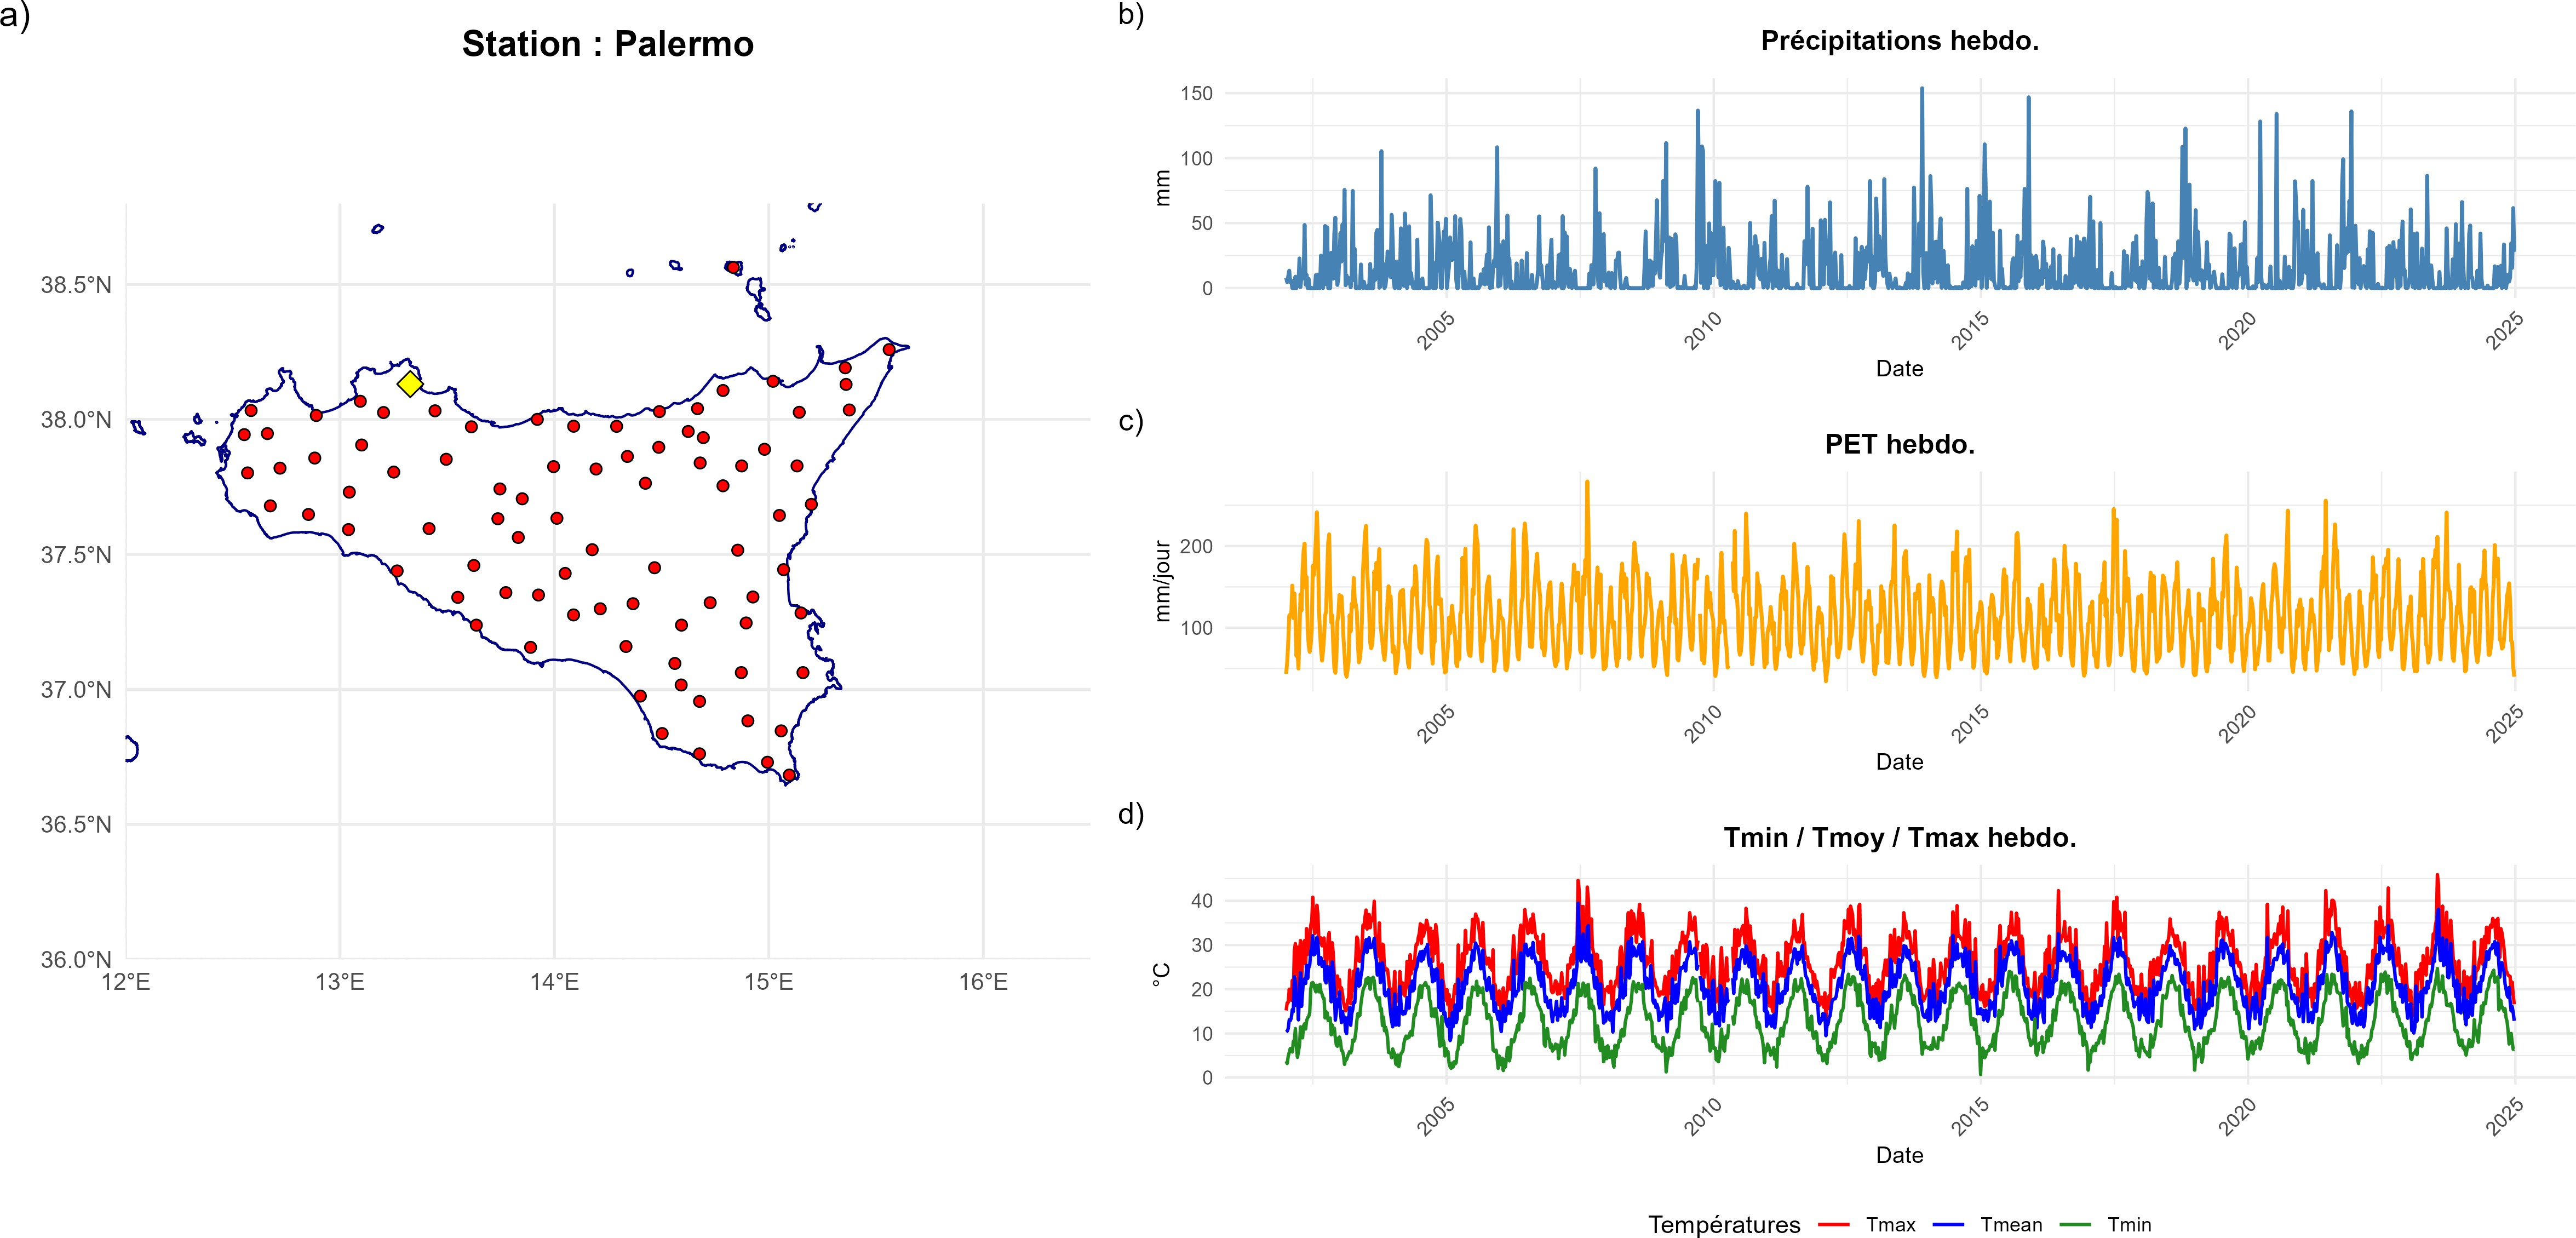 a)
Station : Palermo
38.5°N
38.0°N
37.5°N
37.0°N
36.5°N
36.0°N
12°E
13°E
14°E
15°E
16°E
b)
Précipitations hebdo.
mm
150
100
50
0
2005
2010
2015
2020
2025
Date
c)
PET hebdo.
mm/jour
200
100
2005
2010
2015
2020
2025
Date
d)
Tmin / Tmoy / Tmax hebdo.
°C
40
30
20
10
0
2005
2010
2015
2020
2025
Date
Températures Tmax Tmean Tmin